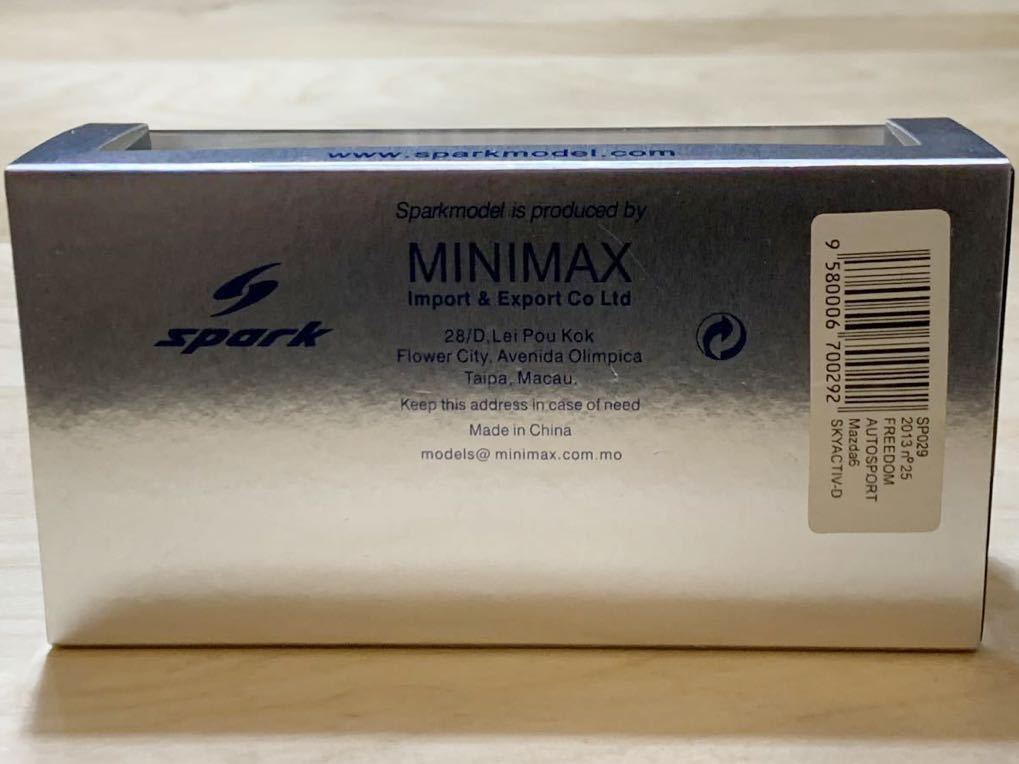 www.sparkmodel.com
Sparkmodel is produced by
MINIMAX
Import & Export Co Ltd
28/D, Lei Pou Kok
Flower City, Avenida Olimpica
Taipa, Macau.
Keep this address in case of need
Made in China
models@ minimax.com.mo
spark
9 580006 700292
SP029
2013 nº 25
FREEDOM
AUTOSPORT
Mazda6
SKYACTIV-D